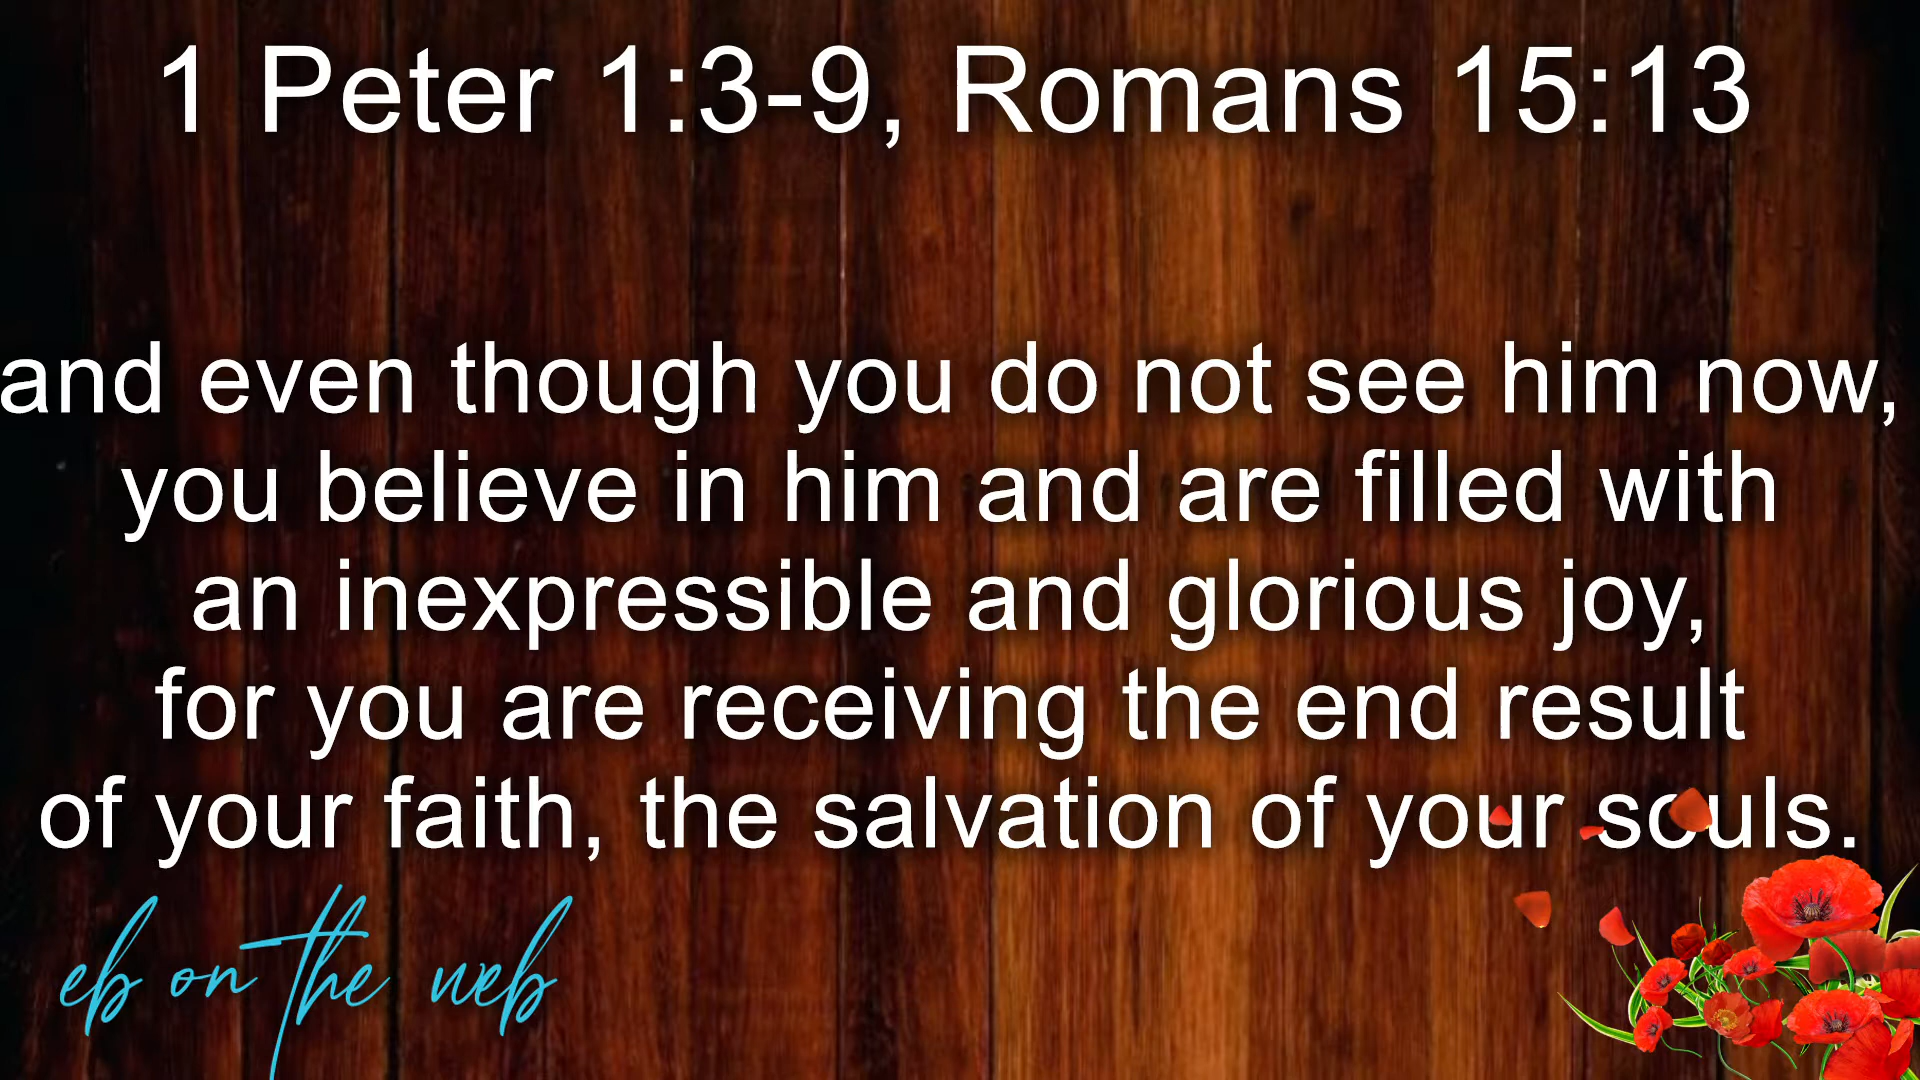 1 Peter 1:3-9, Romans 15:13
and even though you do not see him now,
you believe in him and are filled with
an inexpressible and glorious joy,
for you are receiving the end result
of your faith, the salvation of your souls.
eb on the web